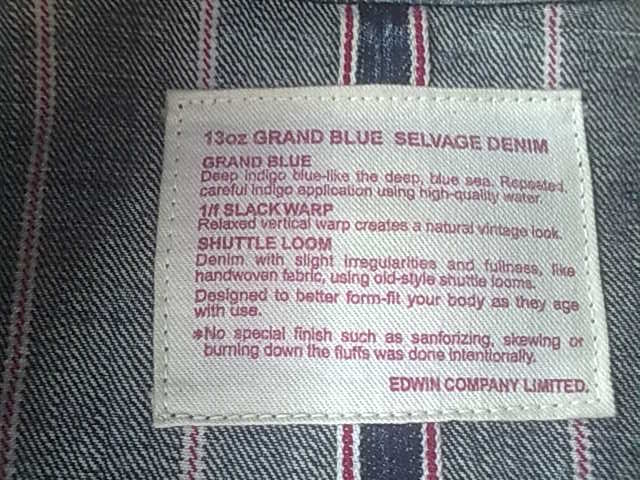 13oz GRAND BLUE SELVAGE DENIM
GRAND BLUE
Deep indigo blue-like the deep, blue sea. Repeated,
careful indigo application using high-quality water.
1/f SLACK WARP
Relaxed vertical warp creates a natural vintage look.
SHUTTLE LOOM
Denim with slight irregularities and fullness, like
handwoven fabric, using old-style shuttle looms.
Designed to better form-fit your body as they age
with use.
*No special finish such as sanforizing, skewing or
burning down the fluffs was done intentionally.
EDWIN COMPANY LIMITED.